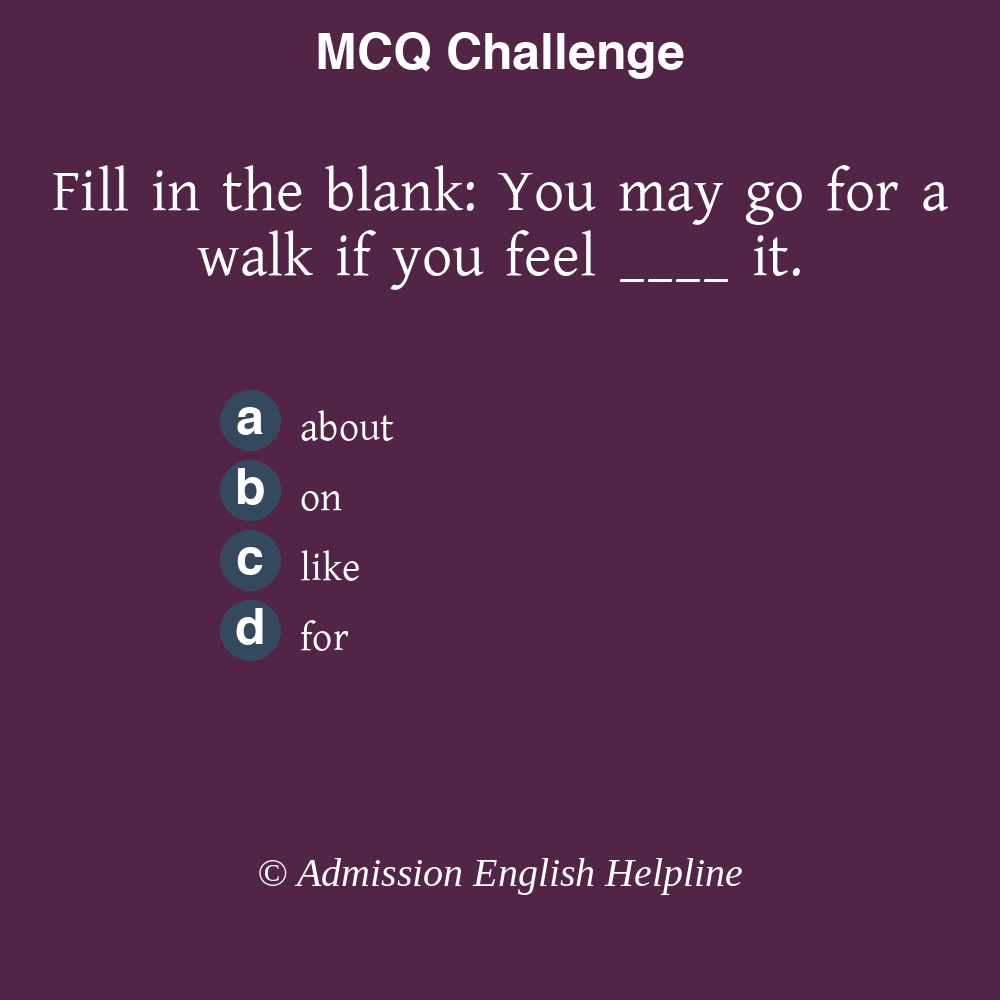 MCQ Challenge
Fill in the blank: You may go for a
walk if you feel ____ it.
a about
b on
c like
d for
© Admission English Helpline